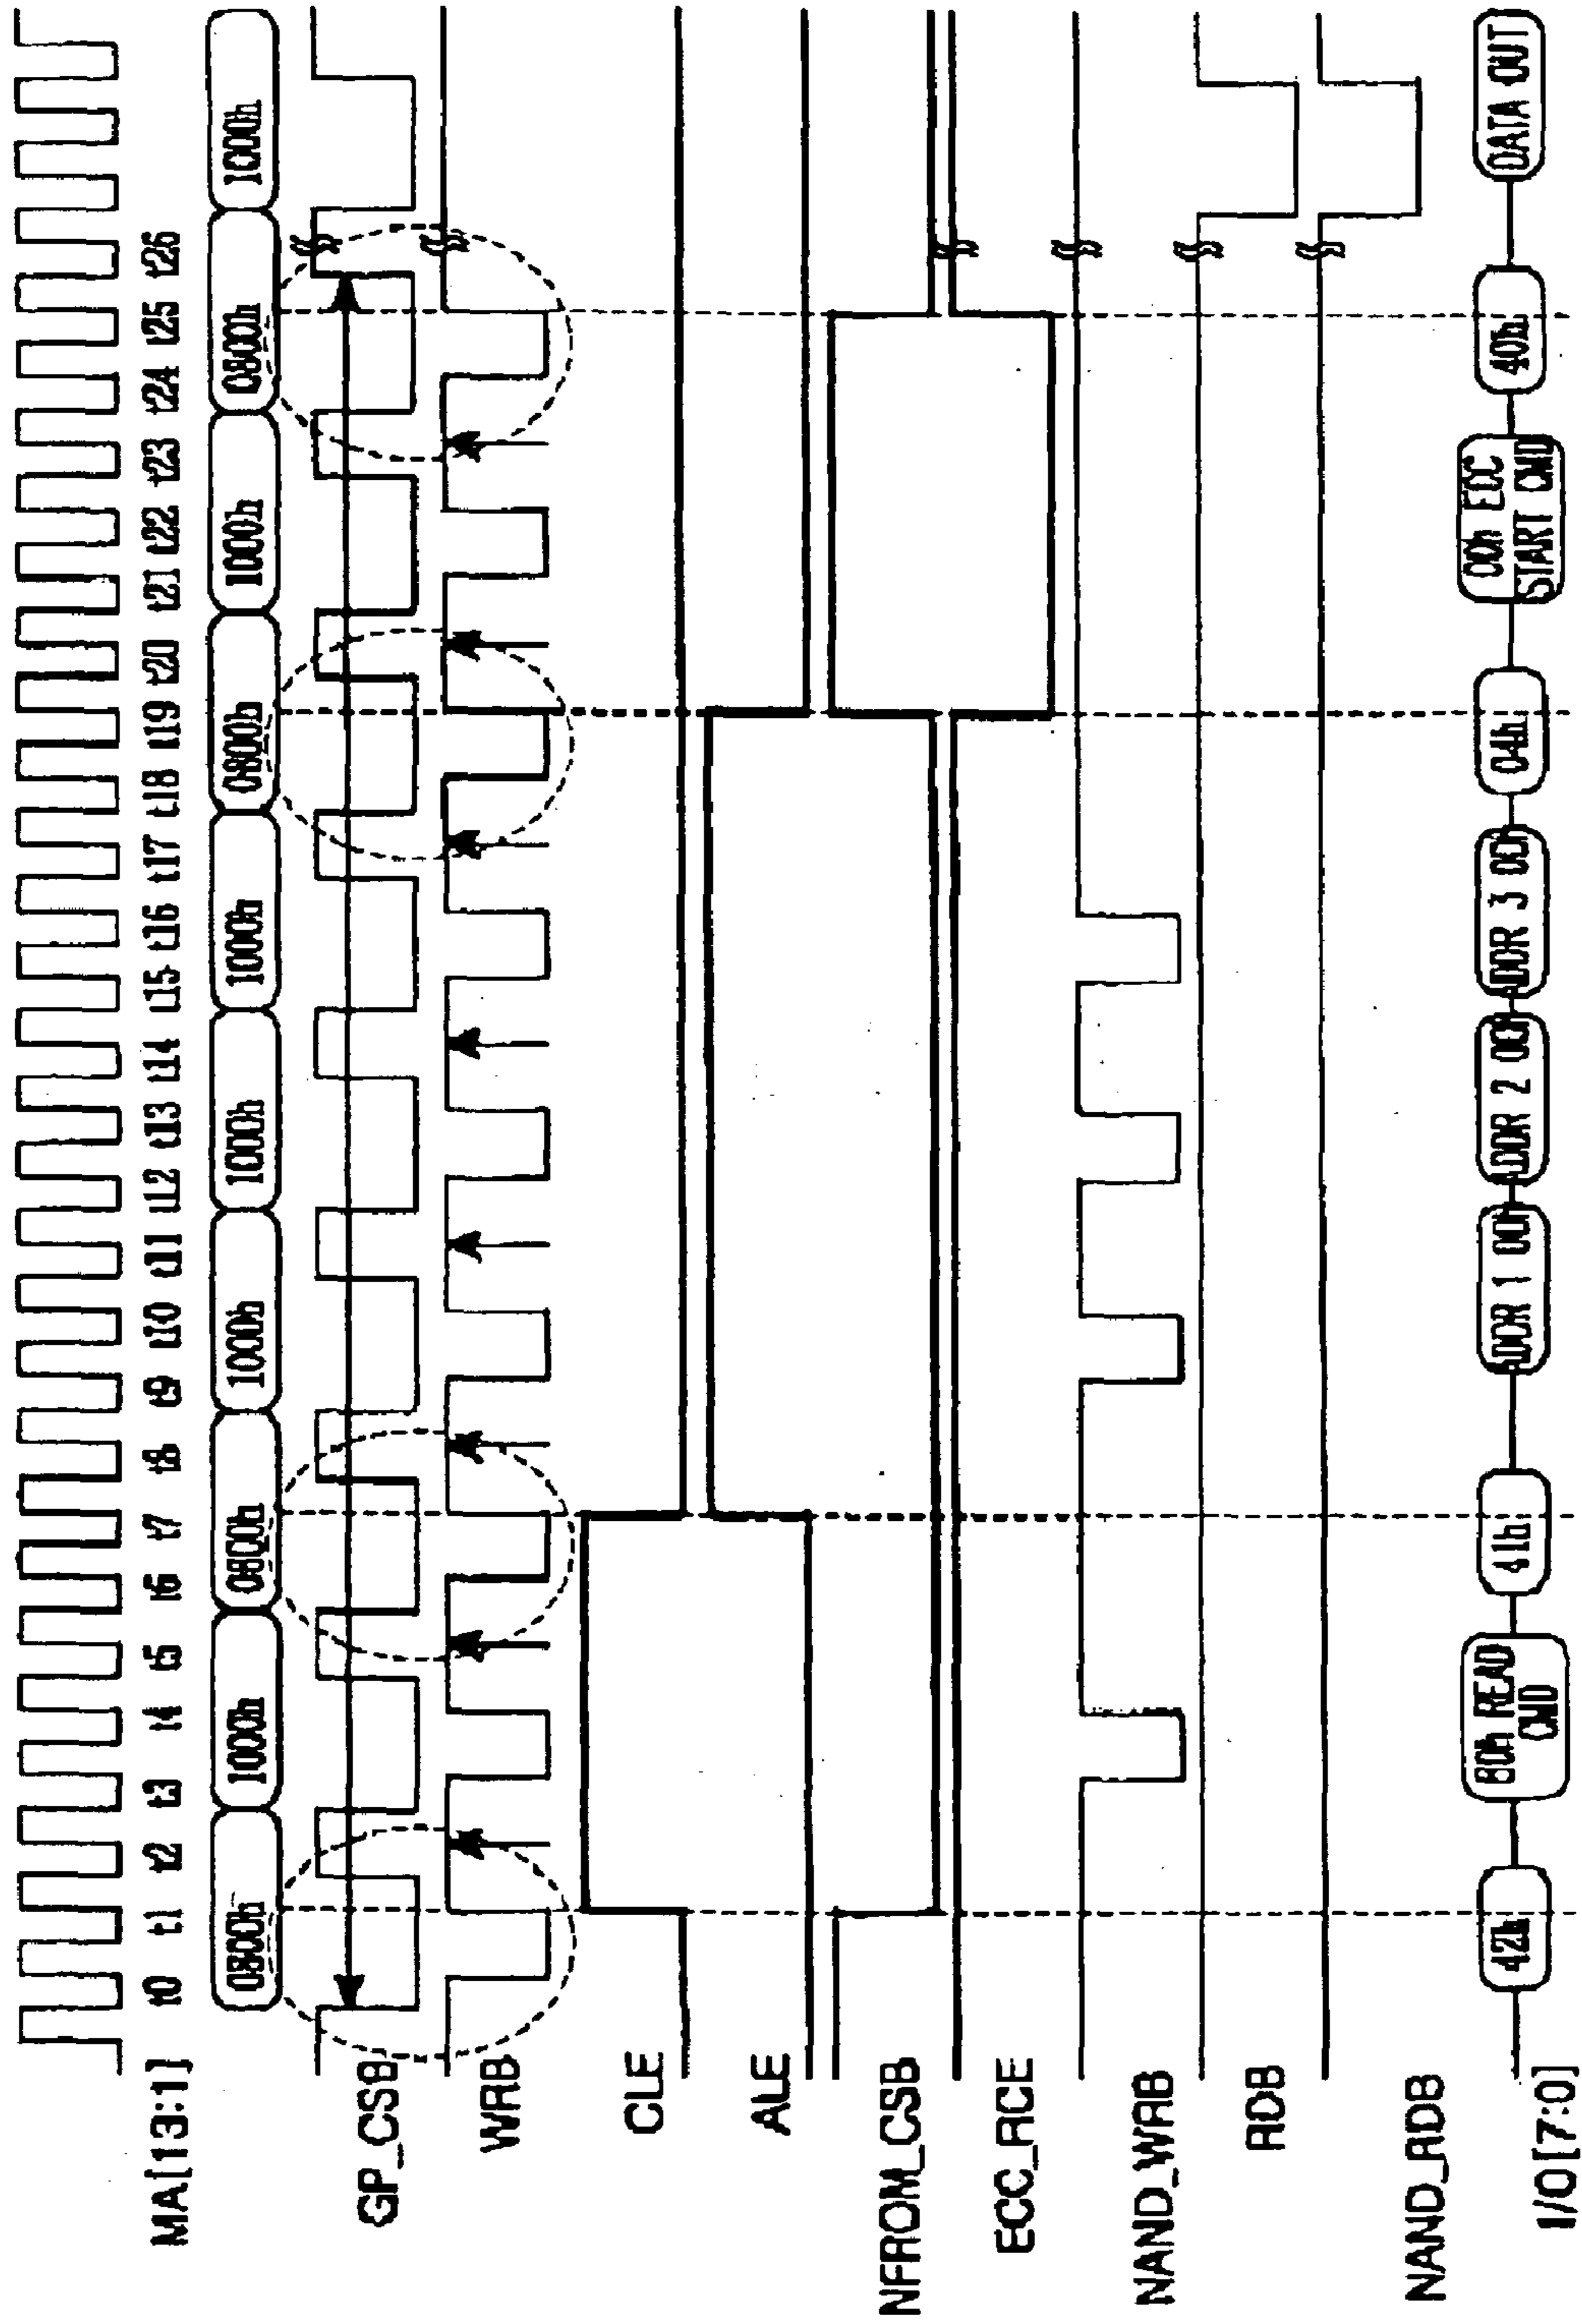 t0 t1 t2 t3 t4 t5 t6 t7 t8 t9 t10 t11 t12 t13 t14 t15 t16 t17 t18 t19 t20 t21 t22 t23 t24 t25 t26
MA[13:1] 0800h 1000h 0800h 1000h 1000h 1000h 0800h 1000h 0800h 1000h
GP_CSB
WRB
CLE
ALE
NFROM_CSB
ECC_RCE
NAND_WRB
RDB
NAND_RDB
I/O[7:0] 42h 80h READ CMD 41h ADDR 1 00h ADDR 2 00h ADDR 3 00h 04h 00h ECC START CMD 40h DATA OUT